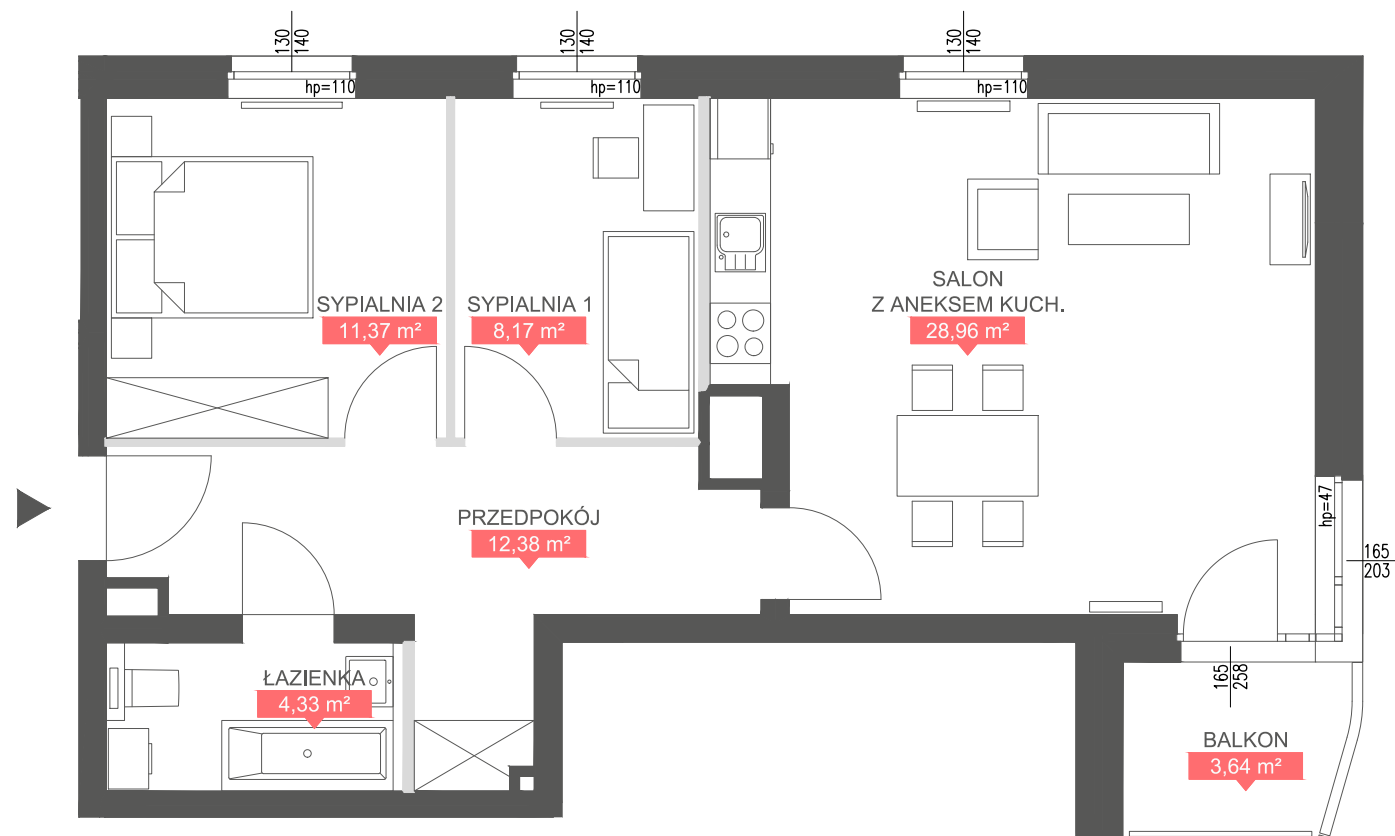 130
140
130
140
130
140
hp=110
hp=110
hp=110
SYPIALNIA 2
11,37 m²
SYPIALNIA 1
8,17 m²
SALON
Z ANEKSEM KUCH.
28,96 m²
PRZEDPOKÓJ
12,38 m²
hp=47
165
203
ŁAZIENKA
4,33 m²
165
258
BALKON
3,64 m²